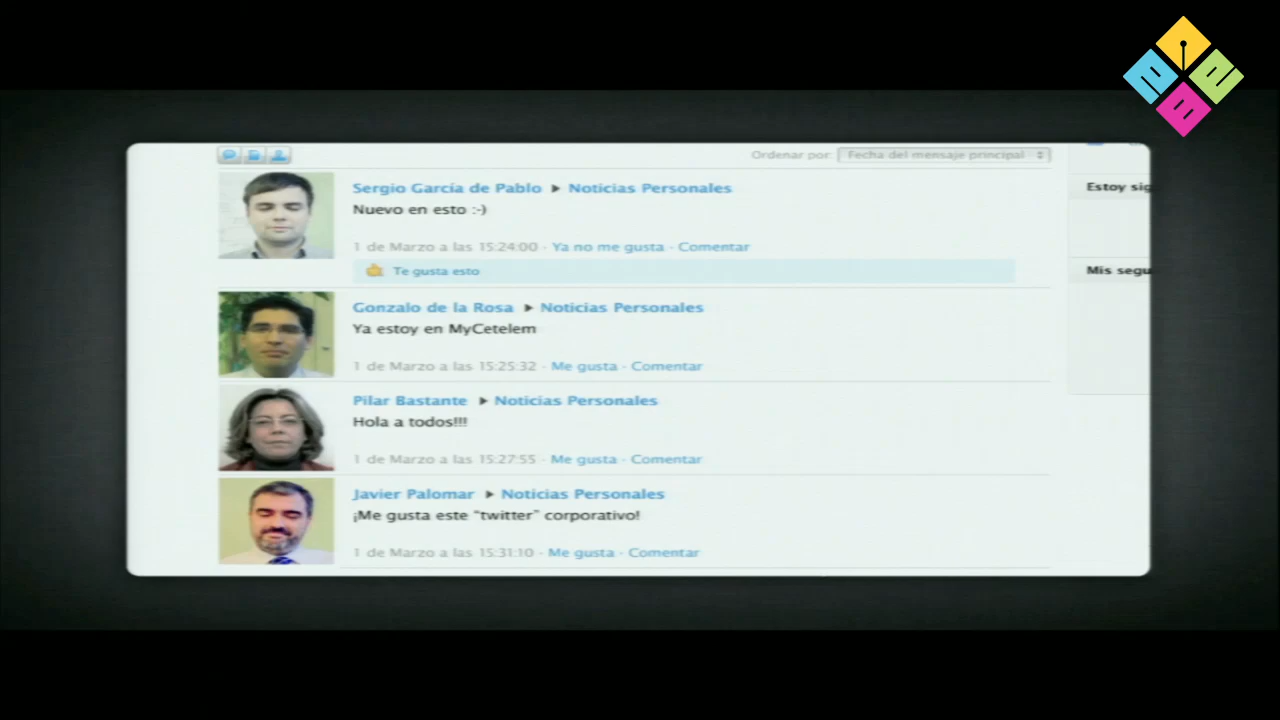 Ordenar por: Fecha del mensaje principal
Sergio García de Pablo ▸ Noticias Personales
Nuevo en esto :-)
1 de Marzo a las 15:24:00 · Ya no me gusta · Comentar
Te gusta esto
Gonzalo de la Rosa ▸ Noticias Personales
Ya estoy en MyCetelem
1 de Marzo a las 15:25:32 · Me gusta · Comentar
Pilar Bastante ▸ Noticias Personales
Hola a todos!!!
1 de Marzo a las 15:27:55 · Me gusta · Comentar
Javier Palomar ▸ Noticias Personales
¡Me gusta este “twitter” corporativo!
1 de Marzo a las 15:31:10 · Me gusta · Comentar
Estoy sig
Mis segu